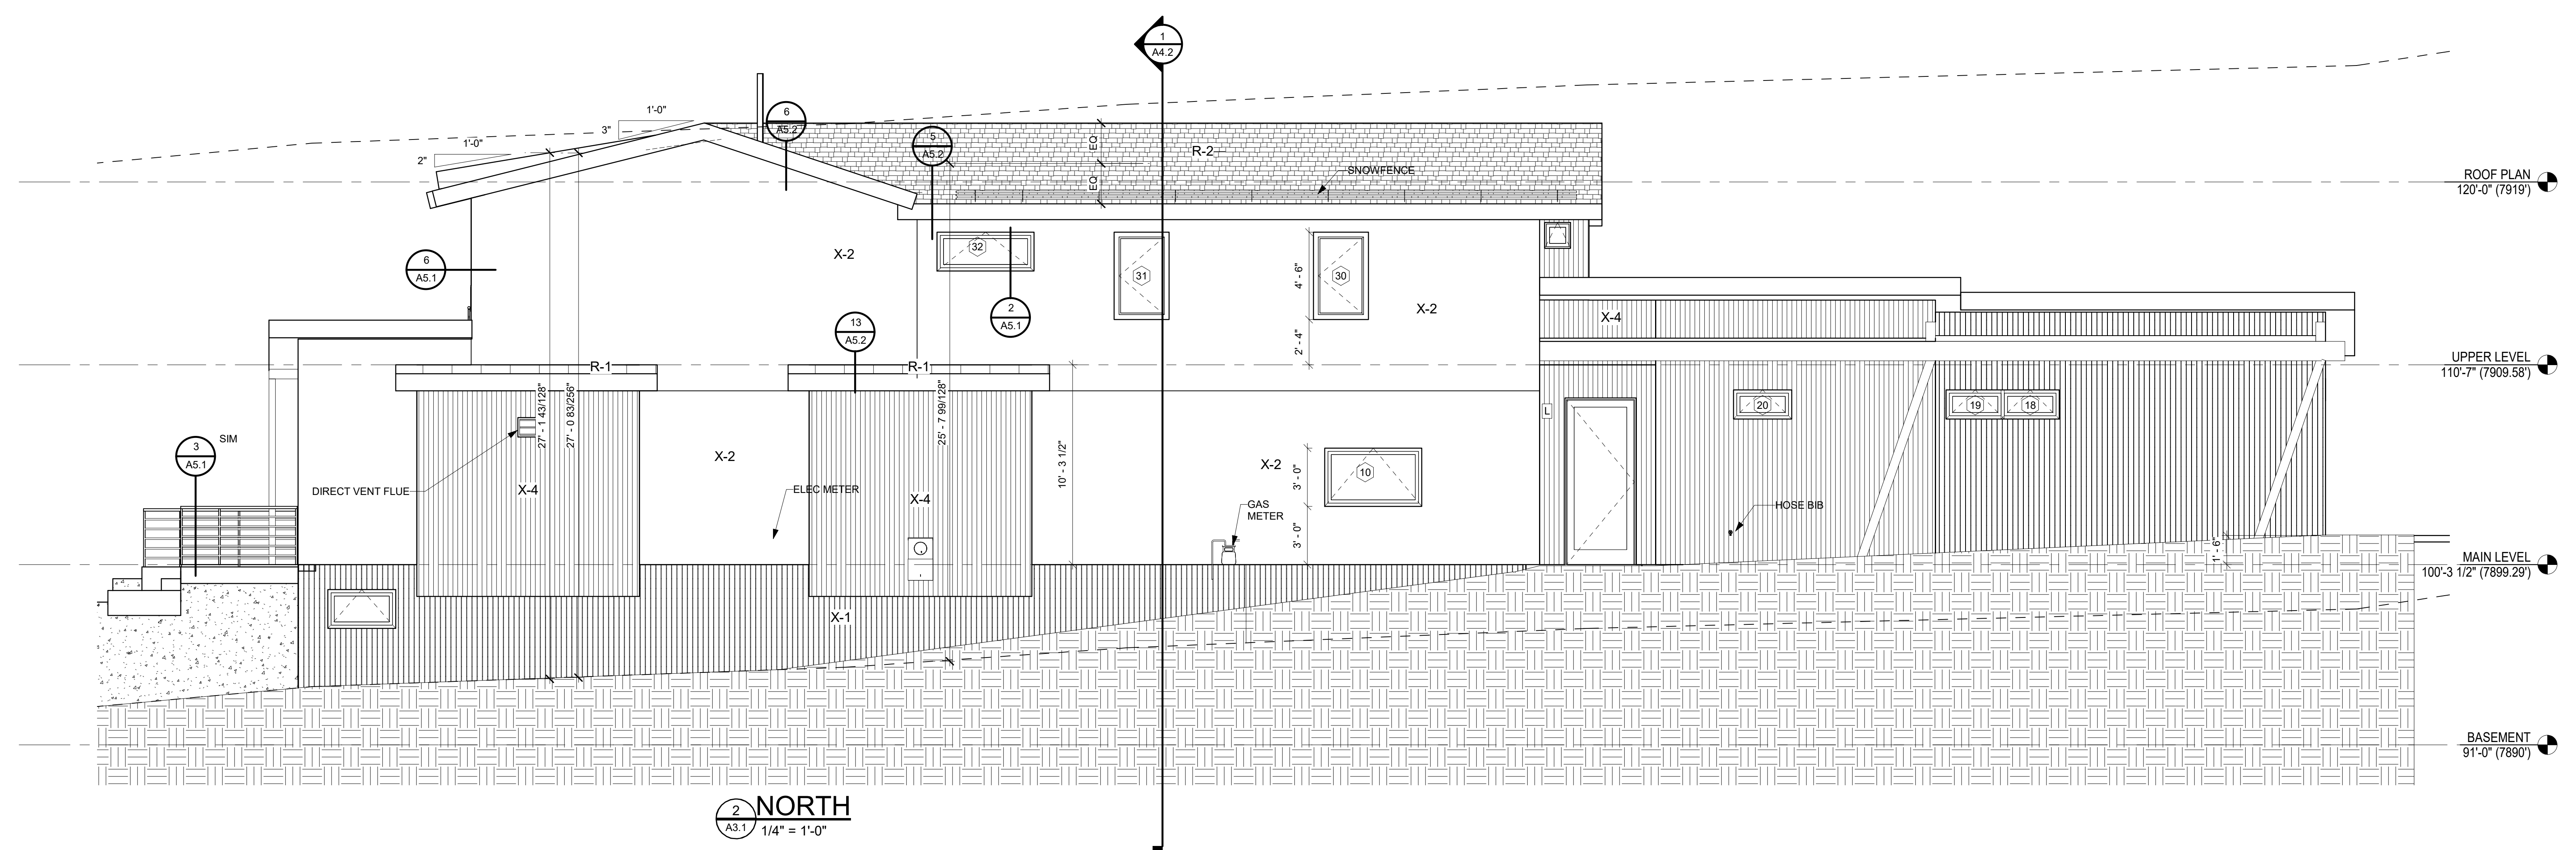 1
A4.2
1'-0"
3"
6
A5.2
1'-0"
2"
5
A5.2
EQ
R-2
SNOWFENCE
EQ
ROOF PLAN
120'-0" (7919')
32
31
30
X-2
6
A5.1
4' - 6"
2
A5.1
X-2
X-4
13
A5.2
2' - 4"
R-1
R-1
UPPER LEVEL
110'-7" (7909.58')
27' - 1 43/128"
27' - 0 83/256"
25' - 7 99/128"
20
19
18
L
3
A5.1
SIM
X-2
10' - 3 1/2"
X-2
10
3' - 0"
DIRECT VENT FLUE
X-4
ELEC METER
X-4
GAS
METER
HOSE BIB
3' - 0"
1' - 6"
MAIN LEVEL
100'-3 1/2" (7899.29')
X-1
BASEMENT
91'-0" (7890')
2
A3.1
NORTH
1/4" = 1'-0"